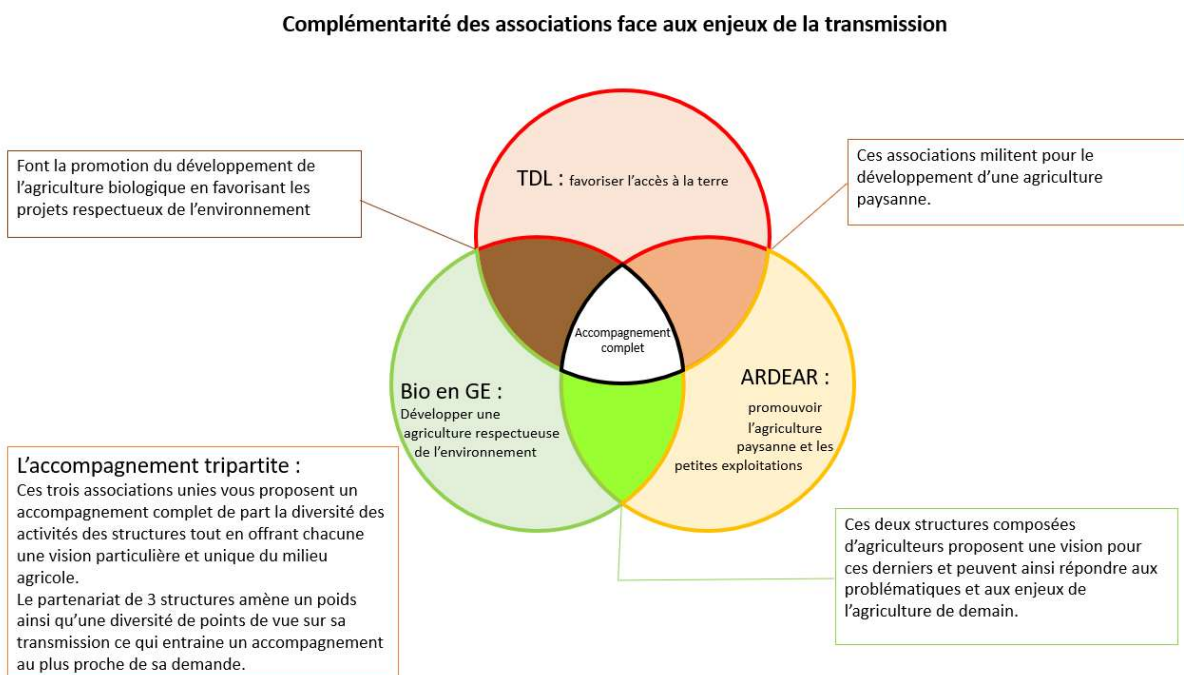 Complémentarité des associations face aux enjeux de la transmission
Font la promotion du développement de
l'agriculture biologique en favorisant les
projets respectueux de l'environnement
TDL : favoriser l'accès à la terre
Ces associations militent pour le
développement d'une agriculture
paysanne.
Accompagnement
complet
Bio en GE :
Développer une
agriculture respectueuse
de l'environnement
ARDEAR :
promouvoir
l'agriculture
paysanne et les
petites exploitations
L'accompagnement tripartite :
Ces trois associations unies vous proposent un
accompagnement complet de part la diversité des
activités des structures tout en offrant chacune
une vision particulière et unique du milieu
agricole.
Le partenariat de 3 structures amène un poids
ainsi qu'une diversité de points de vue sur sa
transmission ce qui entraine un accompagnement
au plus proche de sa demande.
Ces deux structures composées
d'agriculteurs proposent une vision pour
ces derniers et peuvent ainsi répondre aux
problématiques et aux enjeux de
l'agriculture de demain.